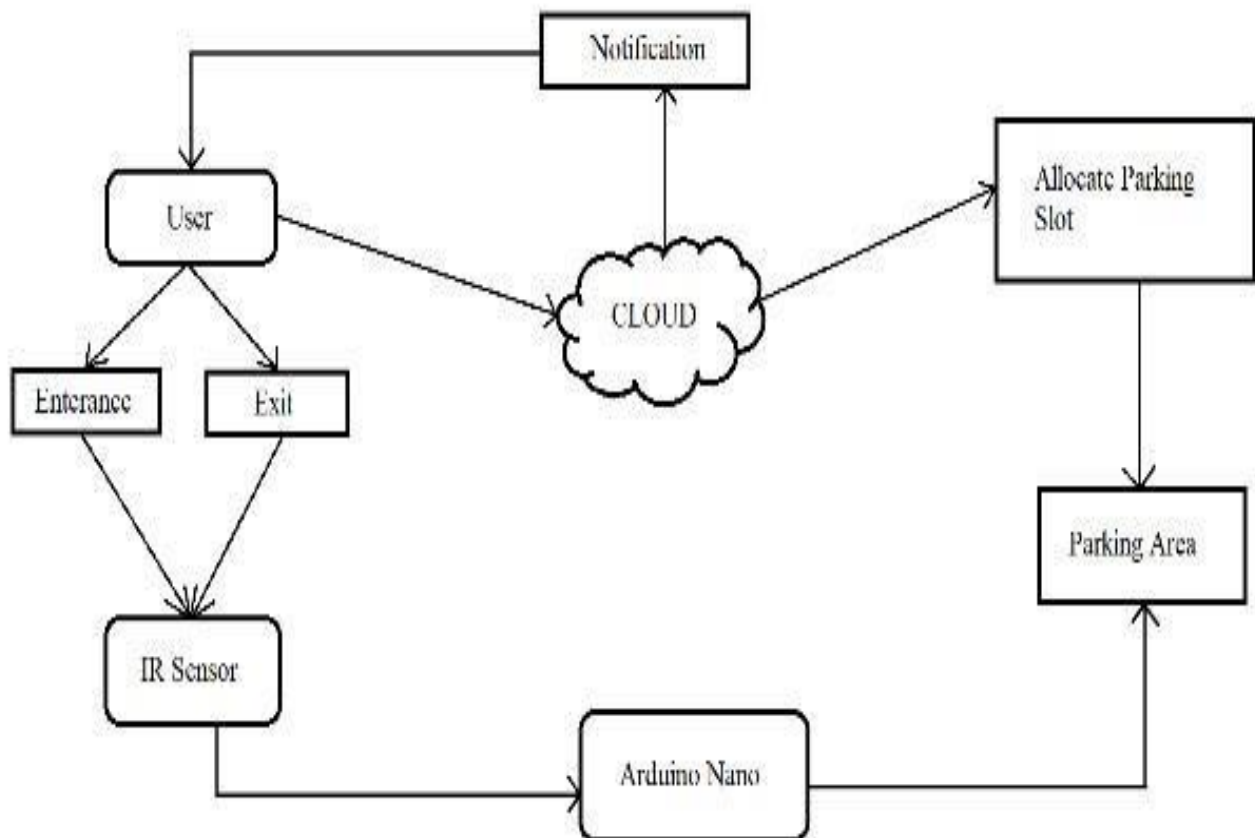 Notification
Allocate Parking
Slot
User
CLOUD
Enterance
Exit
Parking Area
IR Sensor
Arduino Nano